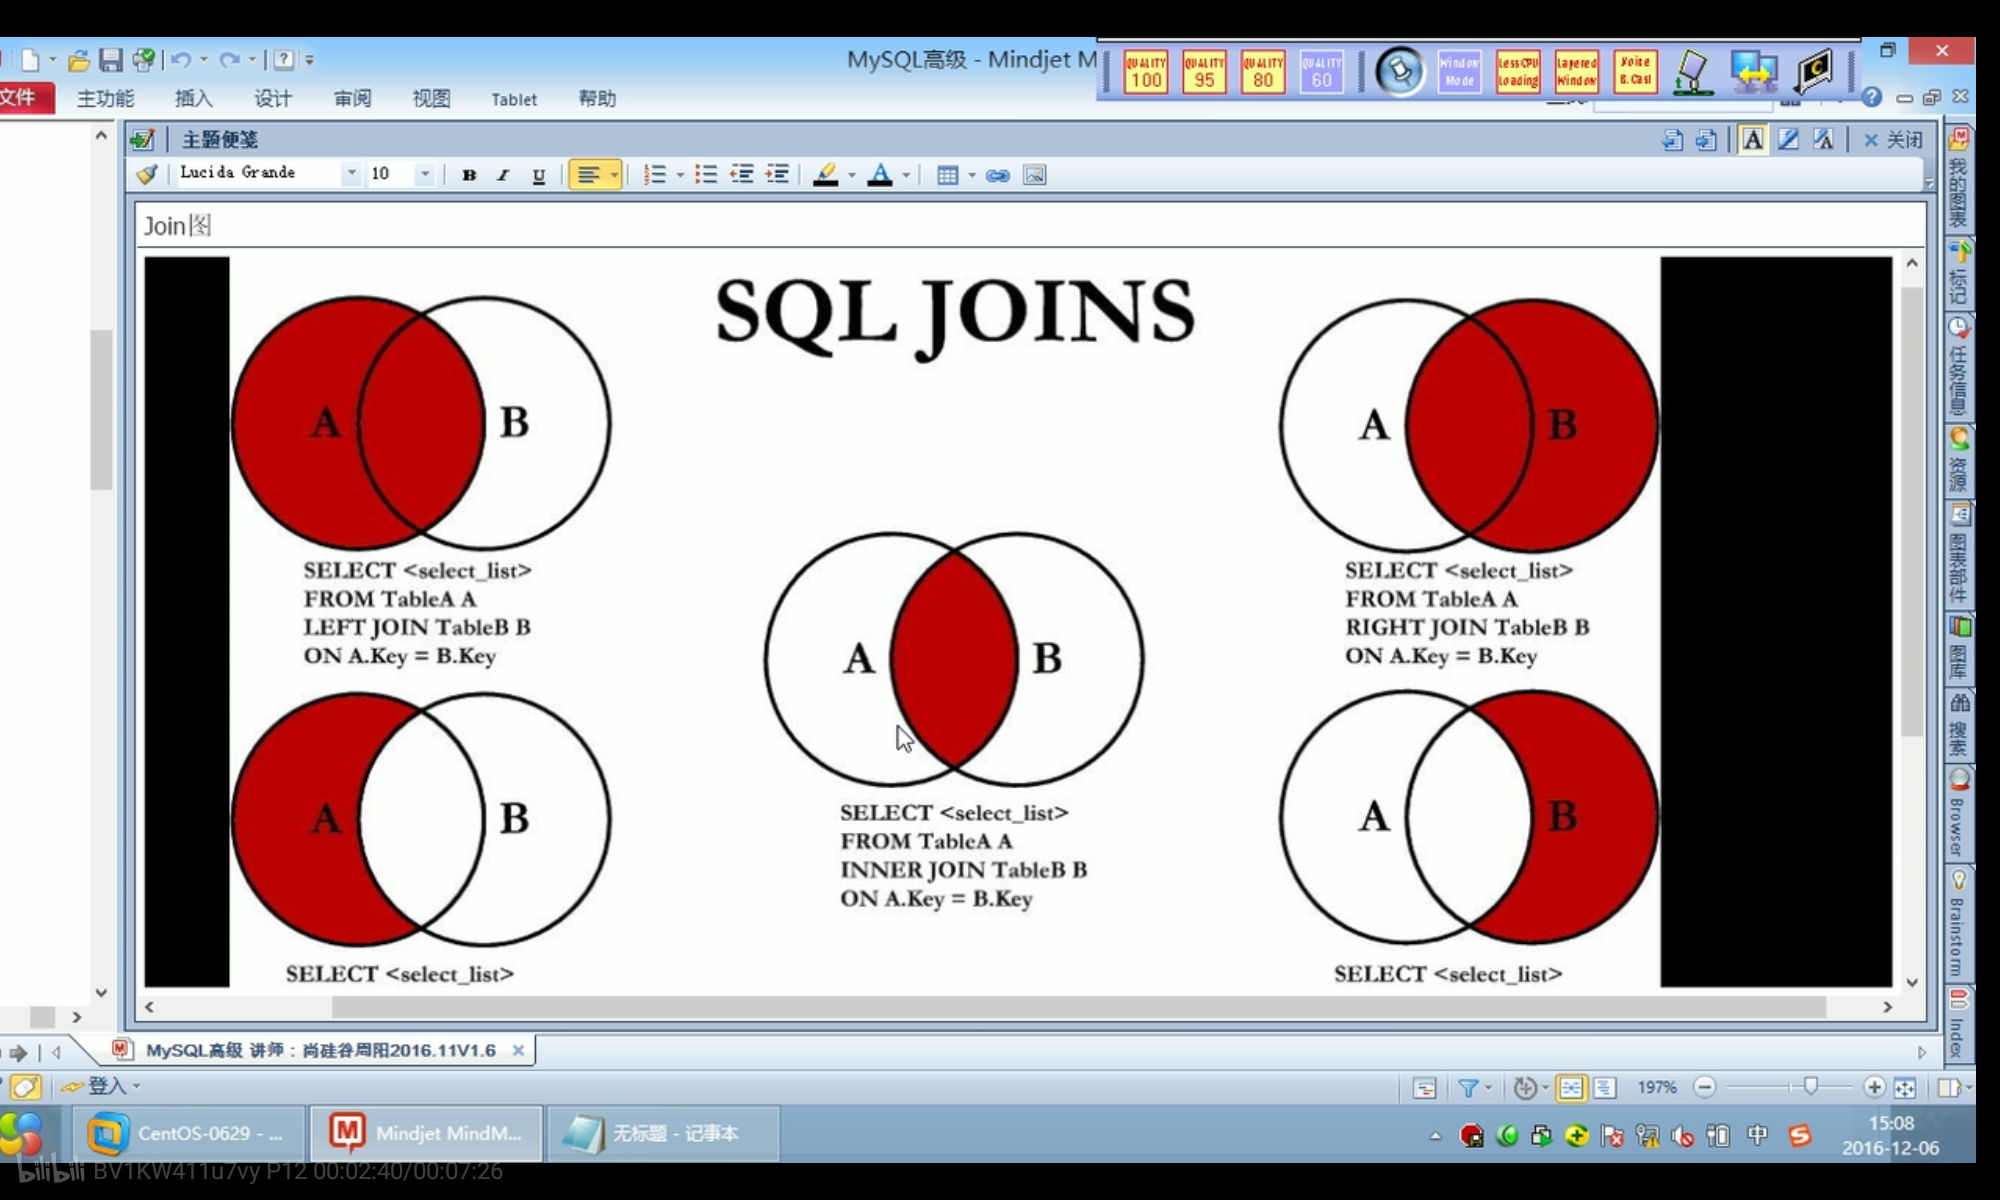 MySQL高级 - Mindjet M
QUALITY 100
QUALITY 95
QUALITY 80
QUALITY 60
Window Mode
LessCPU Loading
Layered Window
Voice B.Cast
文件 主功能 插入 设计 审阅 视图 Tablet 帮助
主题便笺
关闭
Lucida Grande 10 B I U
Join图
SQL JOINS
A B
SELECT <select_list>
FROM TableA A
LEFT JOIN TableB B
ON A.Key = B.Key
A B
SELECT <select_list>
FROM TableA A
RIGHT JOIN TableB B
ON A.Key = B.Key
A B
SELECT <select_list>
FROM TableA A
INNER JOIN TableB B
ON A.Key = B.Key
A B
SELECT <select_list>
A B
SELECT <select_list>
我的图表
标记
任务信息
资源
图表部件
图库
搜索
Browser
Brainstorm
Index
MySQL高级 讲师：尚硅谷周阳2016.11V1.6
登入
197%
CentOS-0629 - ...
Mindjet MindM...
无标题 - 记事本
中
15:08
2016-12-06
bilibili BV1KW411u7vy P12 00:02:40/00:07:26